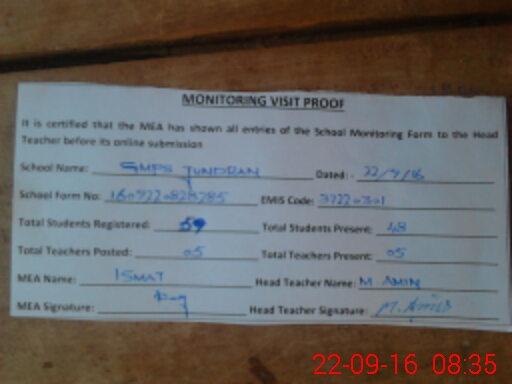 MONITORING VISIT PROOF
It is certified that the MEA has shown all entries of the School Monitoring Form to the Head
Teacher before its online submission
School Name: GMPS JUNDRAN Dated: 22/9/16
School Form No: EMIS Code: 37220301
Total Students Registered: 59 Total Students Present: 48
Total Teachers Posted: 05 Total Teachers Present: 05
MEA Name: ISMAT Head Teacher Name: M AMIN
MEA Signature: Head Teacher Signature: M. Amin
22-09-16 08:35